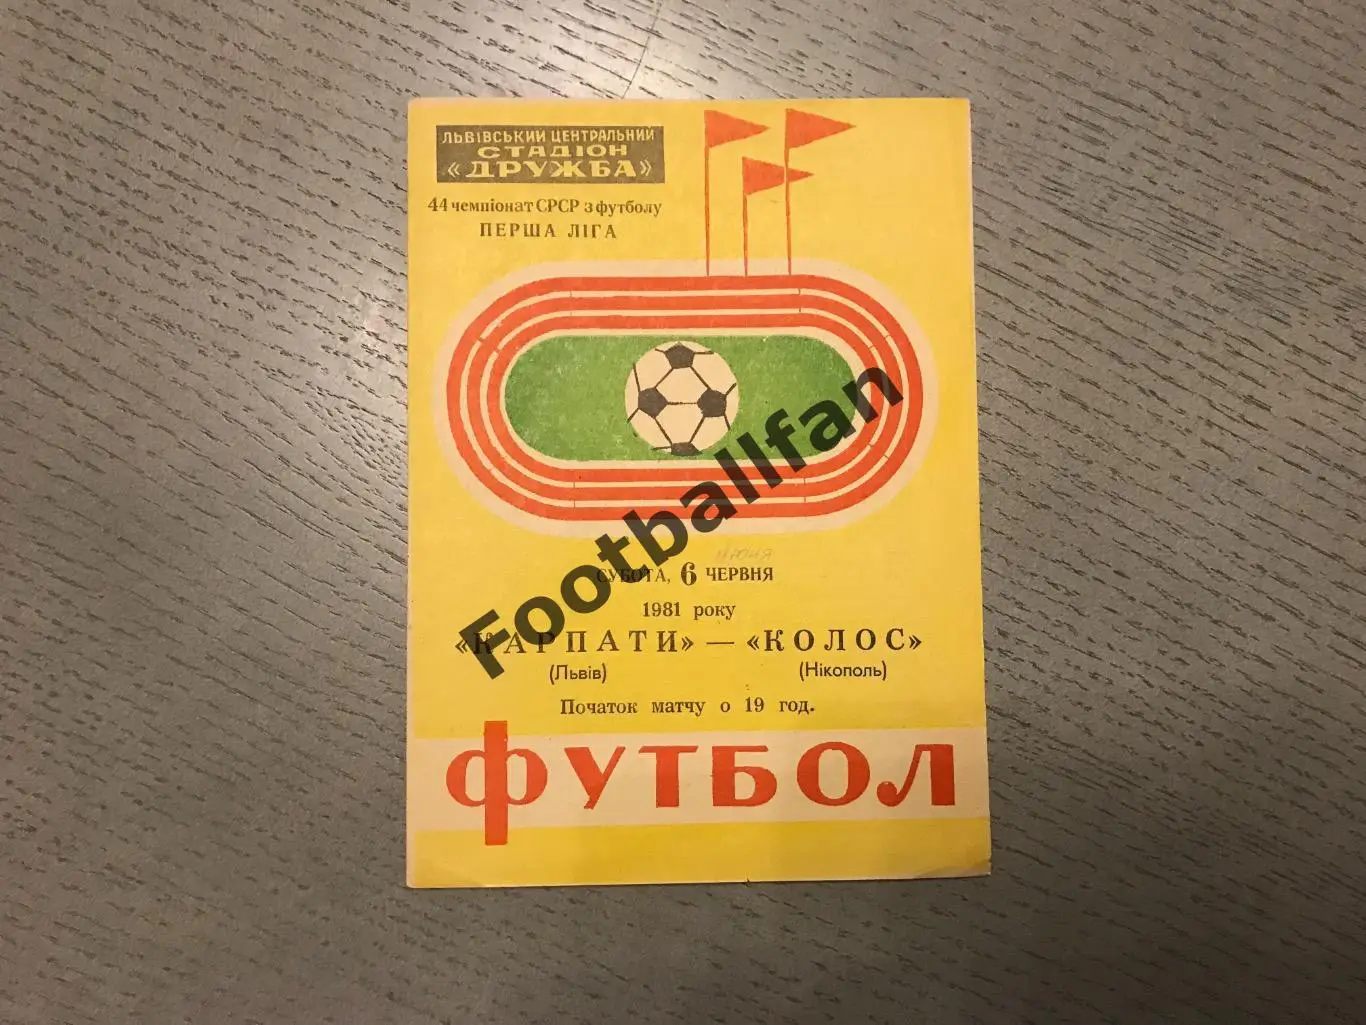 ЛЬВІВСЬКИЙ ЦЕНТРАЛЬНИЙ
СТАДІОН
«ДРУЖБА»
44 чемпіонат СРСР з футболу
ПЕРША ЛІГА
Footballfan
июня
СУБОТА, 6 ЧЕРВНЯ
1981 року
«КАРПАТИ» — «КОЛОС»
(Львів) (Нікополь)
Початок матчу о 19 год.
ФУТБОЛ